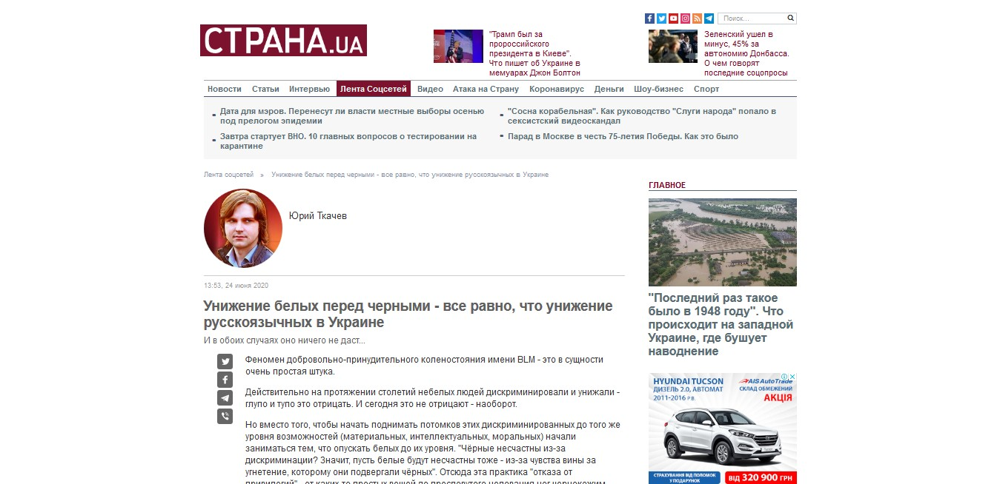 Поиск...
СТРАНА.UA
"Трамп был за
пророссийского
президента в Киеве".
Что пишет об Украине в
мемуарах Джон Болтон
Зеленский ушел в
минус, 45% за
автономию Донбасса.
О чем говорят
последние соцопросы
Новости Статьи Интервью Лента Соцсетей Видео Атака на Страну Коронавирус Деньги Шоу-бизнес Спорт
Дата для мэров. Перенесут ли власти местные выборы осенью
под прелогом эпидемии
Завтра стартует ВНО. 10 главных вопросов о тестировании на
карантине
"Сосна корабельная". Как руководство "Слуги народа" попало в
сексистский видеоскандал
Парад в Москве в честь 75-летия Победы. Как это было
Лента соцсетей » Унижение белых перед черными - все равно, что унижение русскоязычных в Украине
Юрий Ткачев
13:53, 24 июня 2020
Унижение белых перед черными - все равно, что унижение
русскоязычных в Украине
И в обоих случаях оно ничего не даст...
Феномен добровольно-принудительного коленостояния имени BLM - это в сущности
очень простая штука.
Действительно на протяжении столетий небелых людей дискриминировали и унижали -
глупо и тупо это отрицать. И сегодня это не отрицают - наоборот.
Но вместо того, чтобы начать поднимать потомков этих дискриминированных до того же
уровня возможностей (материальных, интеллектуальных, моральных) начали
заниматься тем, что опускать белых до их уровня. "Чёрные несчастны из-за
дискриминации? Значит, пусть белые будут несчастны тоже - из-за чувства вины за
угнетение, которому они подвергали чёрных". Отсюда эта практика "отказа от
привилегий" - от каких-то простых вещей до пресловутого целования ног чернокожим
ГЛАВНОЕ
"Последний раз такое
было в 1948 году". Что
происходит на западной
Украине, где бушует
наводнение
HYUNDAI TUCSON
ДИЗЕЛЬ 2.0, АВТОМАТ
2011-2016 Р.В.
AIS AutoTrade
СКЛАД ОБМЕЖЕНИЙ
АКЦІЯ
СТРАХУВАННЯ ВІД ПОЛОМОК
У ПОДАРУНОК
ВІД 320 900 ГРН